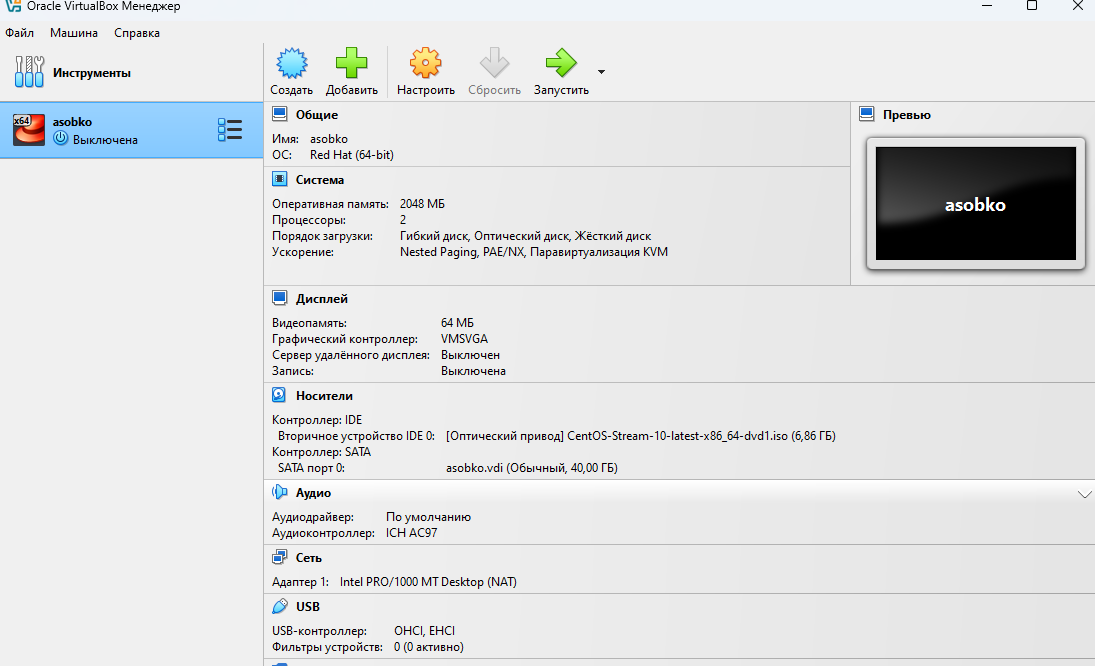 Oracle VirtualBox Менеджер
Файл Машина Справка
Инструменты
Создать Добавить Настроить Сбросить Запустить
x64
asobko
Выключена
Общие
Имя: asobko
ОС: Red Hat (64-bit)
Превью
asobko
Система
Оперативная память: 2048 МБ
Процессоры: 2
Порядок загрузки: Гибкий диск, Оптический диск, Жёсткий диск
Ускорение: Nested Paging, PAE/NX, Паравиртуализация KVM
Дисплей
Видеопамять: 64 МБ
Графический контроллер: VMSVGA
Сервер удалённого дисплея: Выключен
Запись: Выключена
Носители
Контроллер: IDE
Вторичное устройство IDE 0: [Оптический привод] CentOS-Stream-10-latest-x86_64-dvd1.iso (6,86 ГБ)
Контроллер: SATA
SATA порт 0: asobko.vdi (Обычный, 40,00 ГБ)
Аудио
Аудиодрайвер: По умолчанию
Аудиоконтроллер: ICH AC97
Сеть
Адаптер 1: Intel PRO/1000 MT Desktop (NAT)
USB
USB-контроллер: OHCI, EHCI
Фильтры устройств: 0 (0 активно)